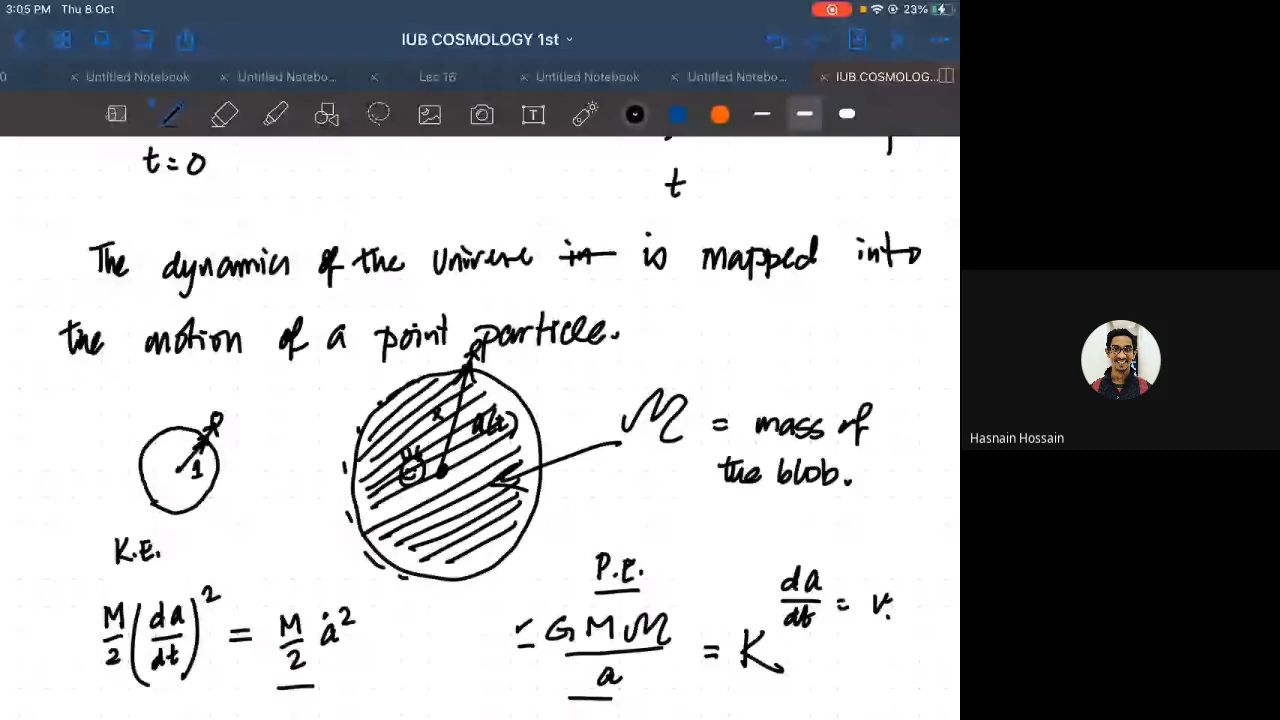 3:05 PM Thu 8 Oct
23%
IUB COSMOLOGY 1st
0
Untitled Notebook
Untitled Notebo...
Lec 16
Untitled Notebook
Untitled Notebo...
IUB COSMOLOG...
T
t = 0
t
The dynamics of the Universe in is mapped into
the motion of a point particle.
1
x
a(t)
M = mass of
the blob.
Hasnain Hossain
K.E.
P.E.
M/2 (da/dt)² = M/2 ȧ²
- G M M / a = K
da/dt = v